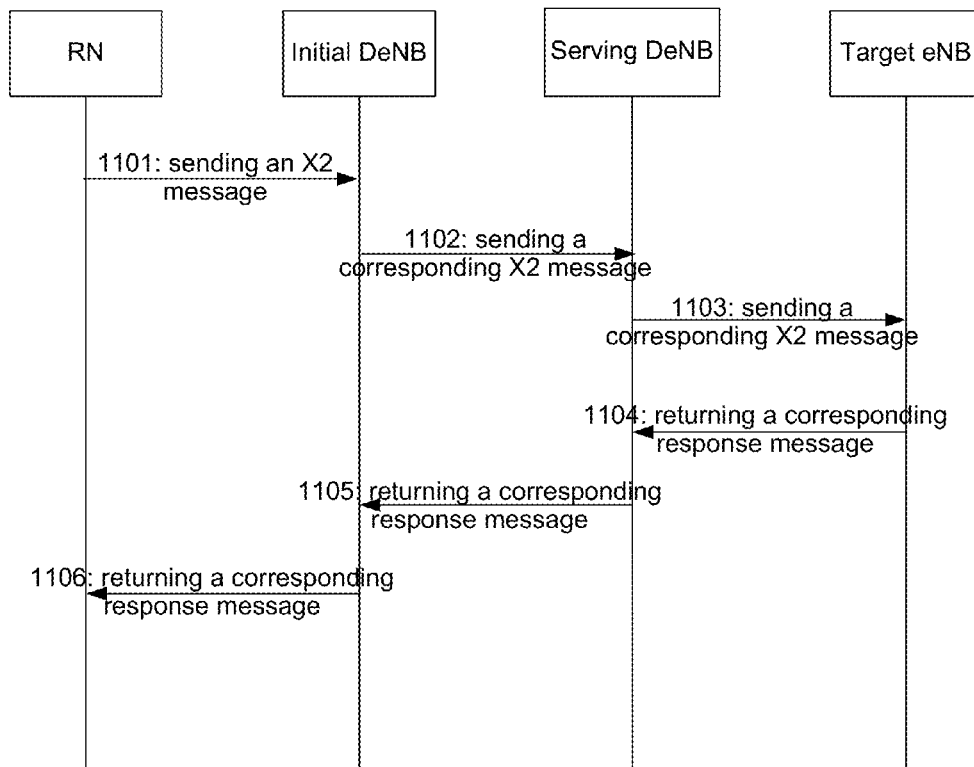 RN
Initial DeNB
Serving DeNB
Target eNB
1101: sending an X2
message
1102: sending a
corresponding X2 message
1103: sending a
corresponding X2 message
1104: returning a corresponding
response message
1105: returning a corresponding
response message
1106: returning a corresponding
response message